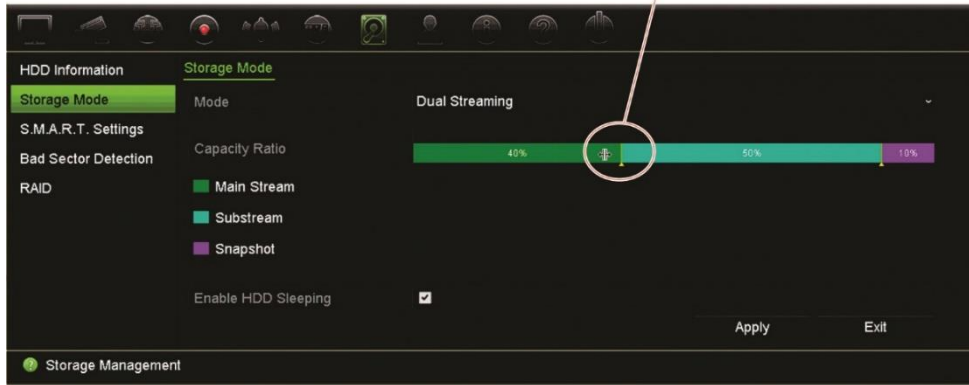 HDD Information
Storage Mode
S.M.A.R.T. Settings
Bad Sector Detection
RAID
Storage Mode
Mode
Dual Streaming
Capacity Ratio
40%
50%
10%
Main Stream
Substream
Snapshot
Enable HDD Sleeping
Apply
Exit
Storage Management